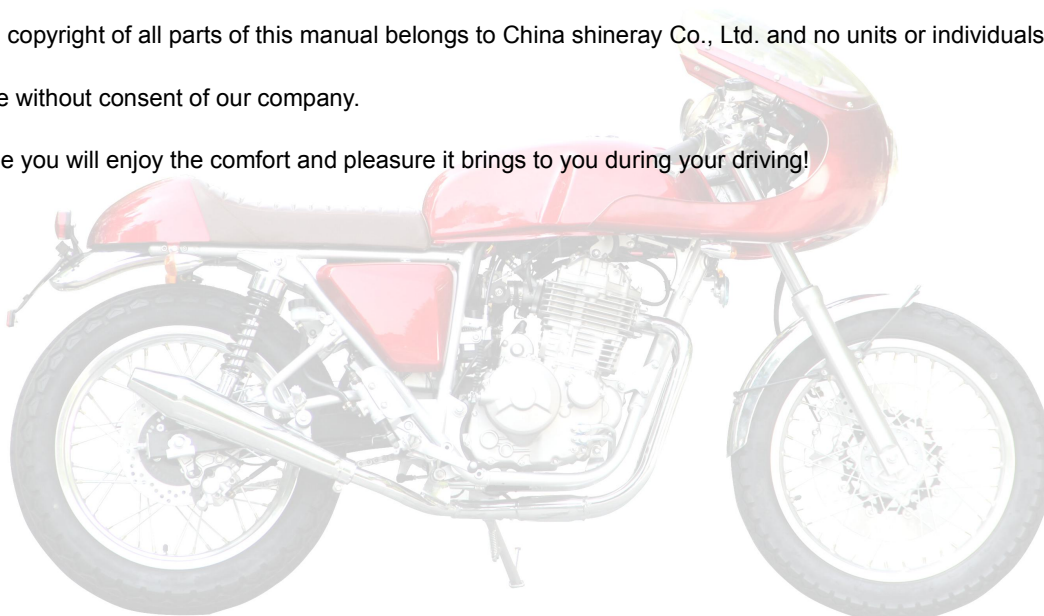 copyright of all parts of this manual belongs to China shineray Co., Ltd. and no units or individuals
e without consent of our company.
e you will enjoy the comfort and pleasure it brings to you during your driving!